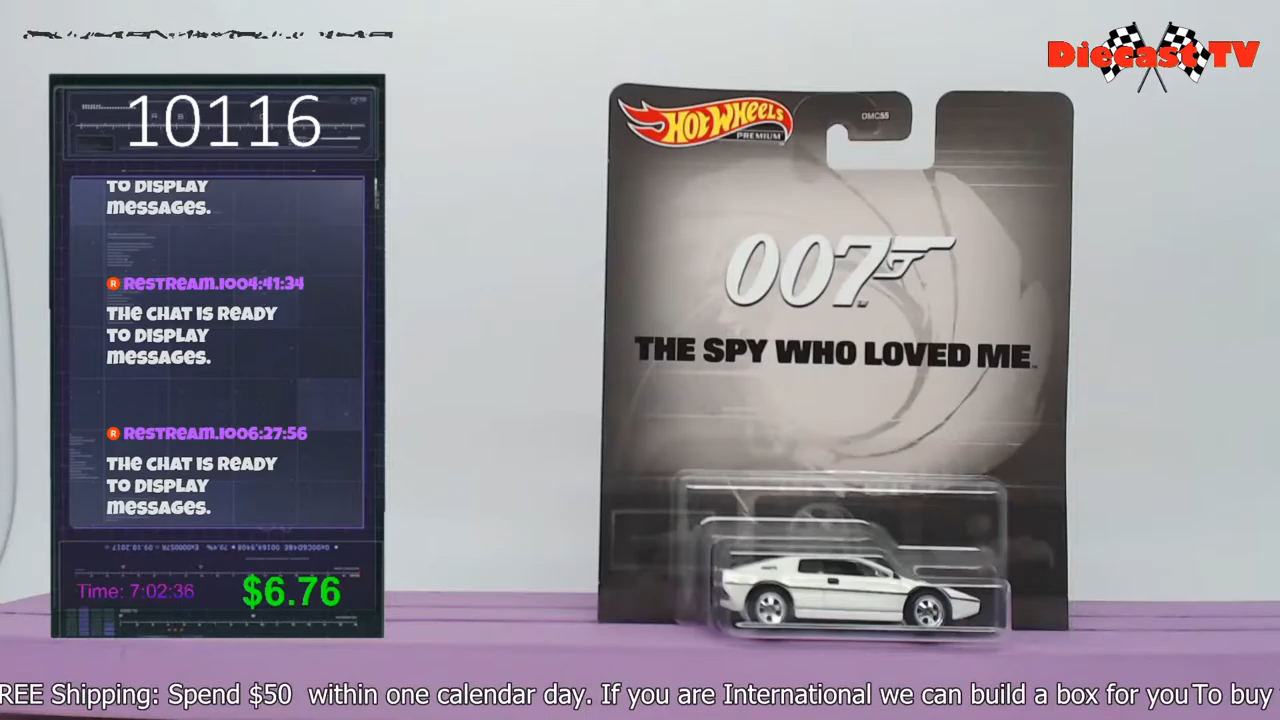 Diecast TV
10116
TO DISPLAY
MESSAGES.
RESTREAM.IO04:41:34
THE CHAT IS READY
TO DISPLAY
MESSAGES.
RESTREAM.IO06:27:56
THE CHAT IS READY
TO DISPLAY
MESSAGES.
Time: 7:02:36
$6.76
HOT WHEELS
PREMIUM
DMC55
007
THE SPY WHO LOVED ME
REE Shipping: Spend $50 within one calendar day. If you are International we can build a box for you To buy